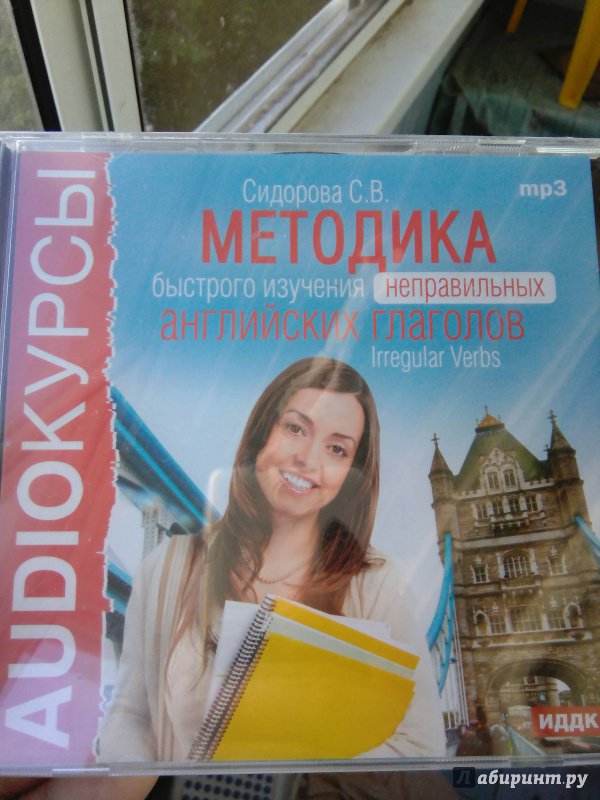 AUDIOКУРСЫ
Сидорова С.В.
mp3
МЕТОДИКА
быстрого изучения неправильных
английских глаголов
Irregular Verbs
ИДДК
лабиринт.ру